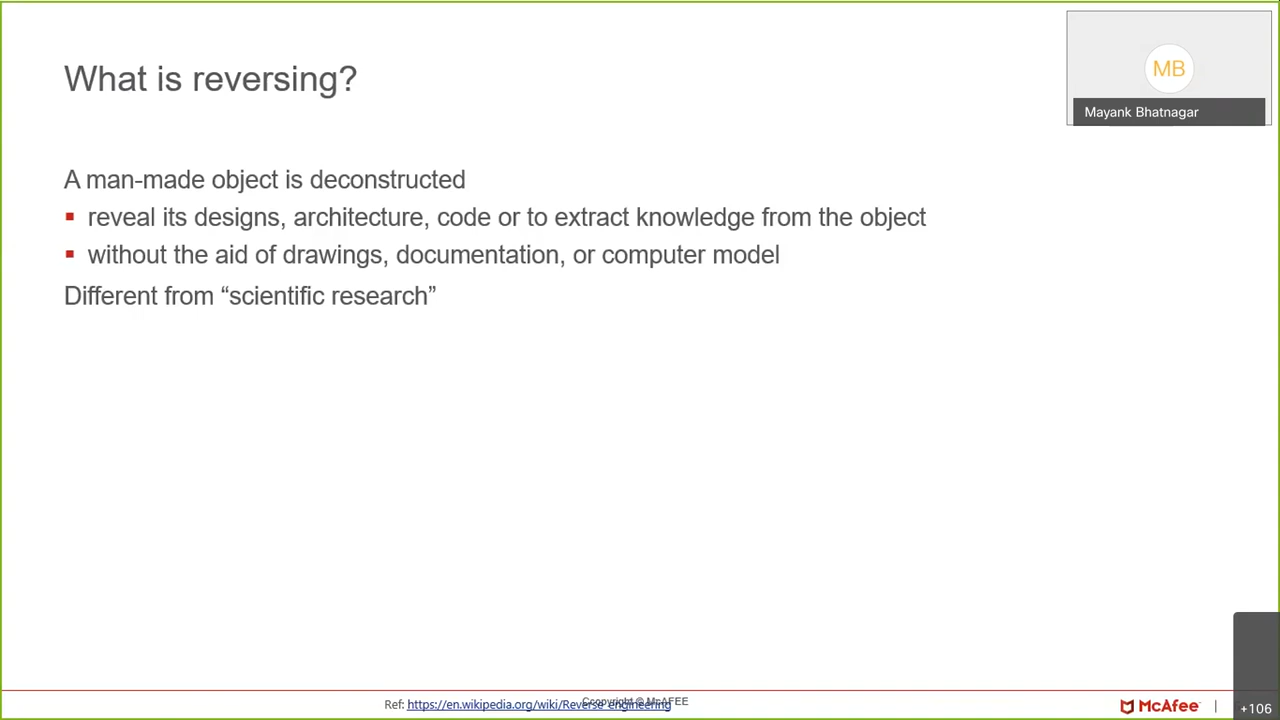 What is reversing?
MB
Mayank Bhatnagar
A man-made object is deconstructed
reveal its designs, architecture, code or to extract knowledge from the object
without the aid of drawings, documentation, or computer model
Different from “scientific research”
Ref: https://en.wikipedia.org/wiki/Reverse_engineering
Copyright © McAFEE
McAfee
+106